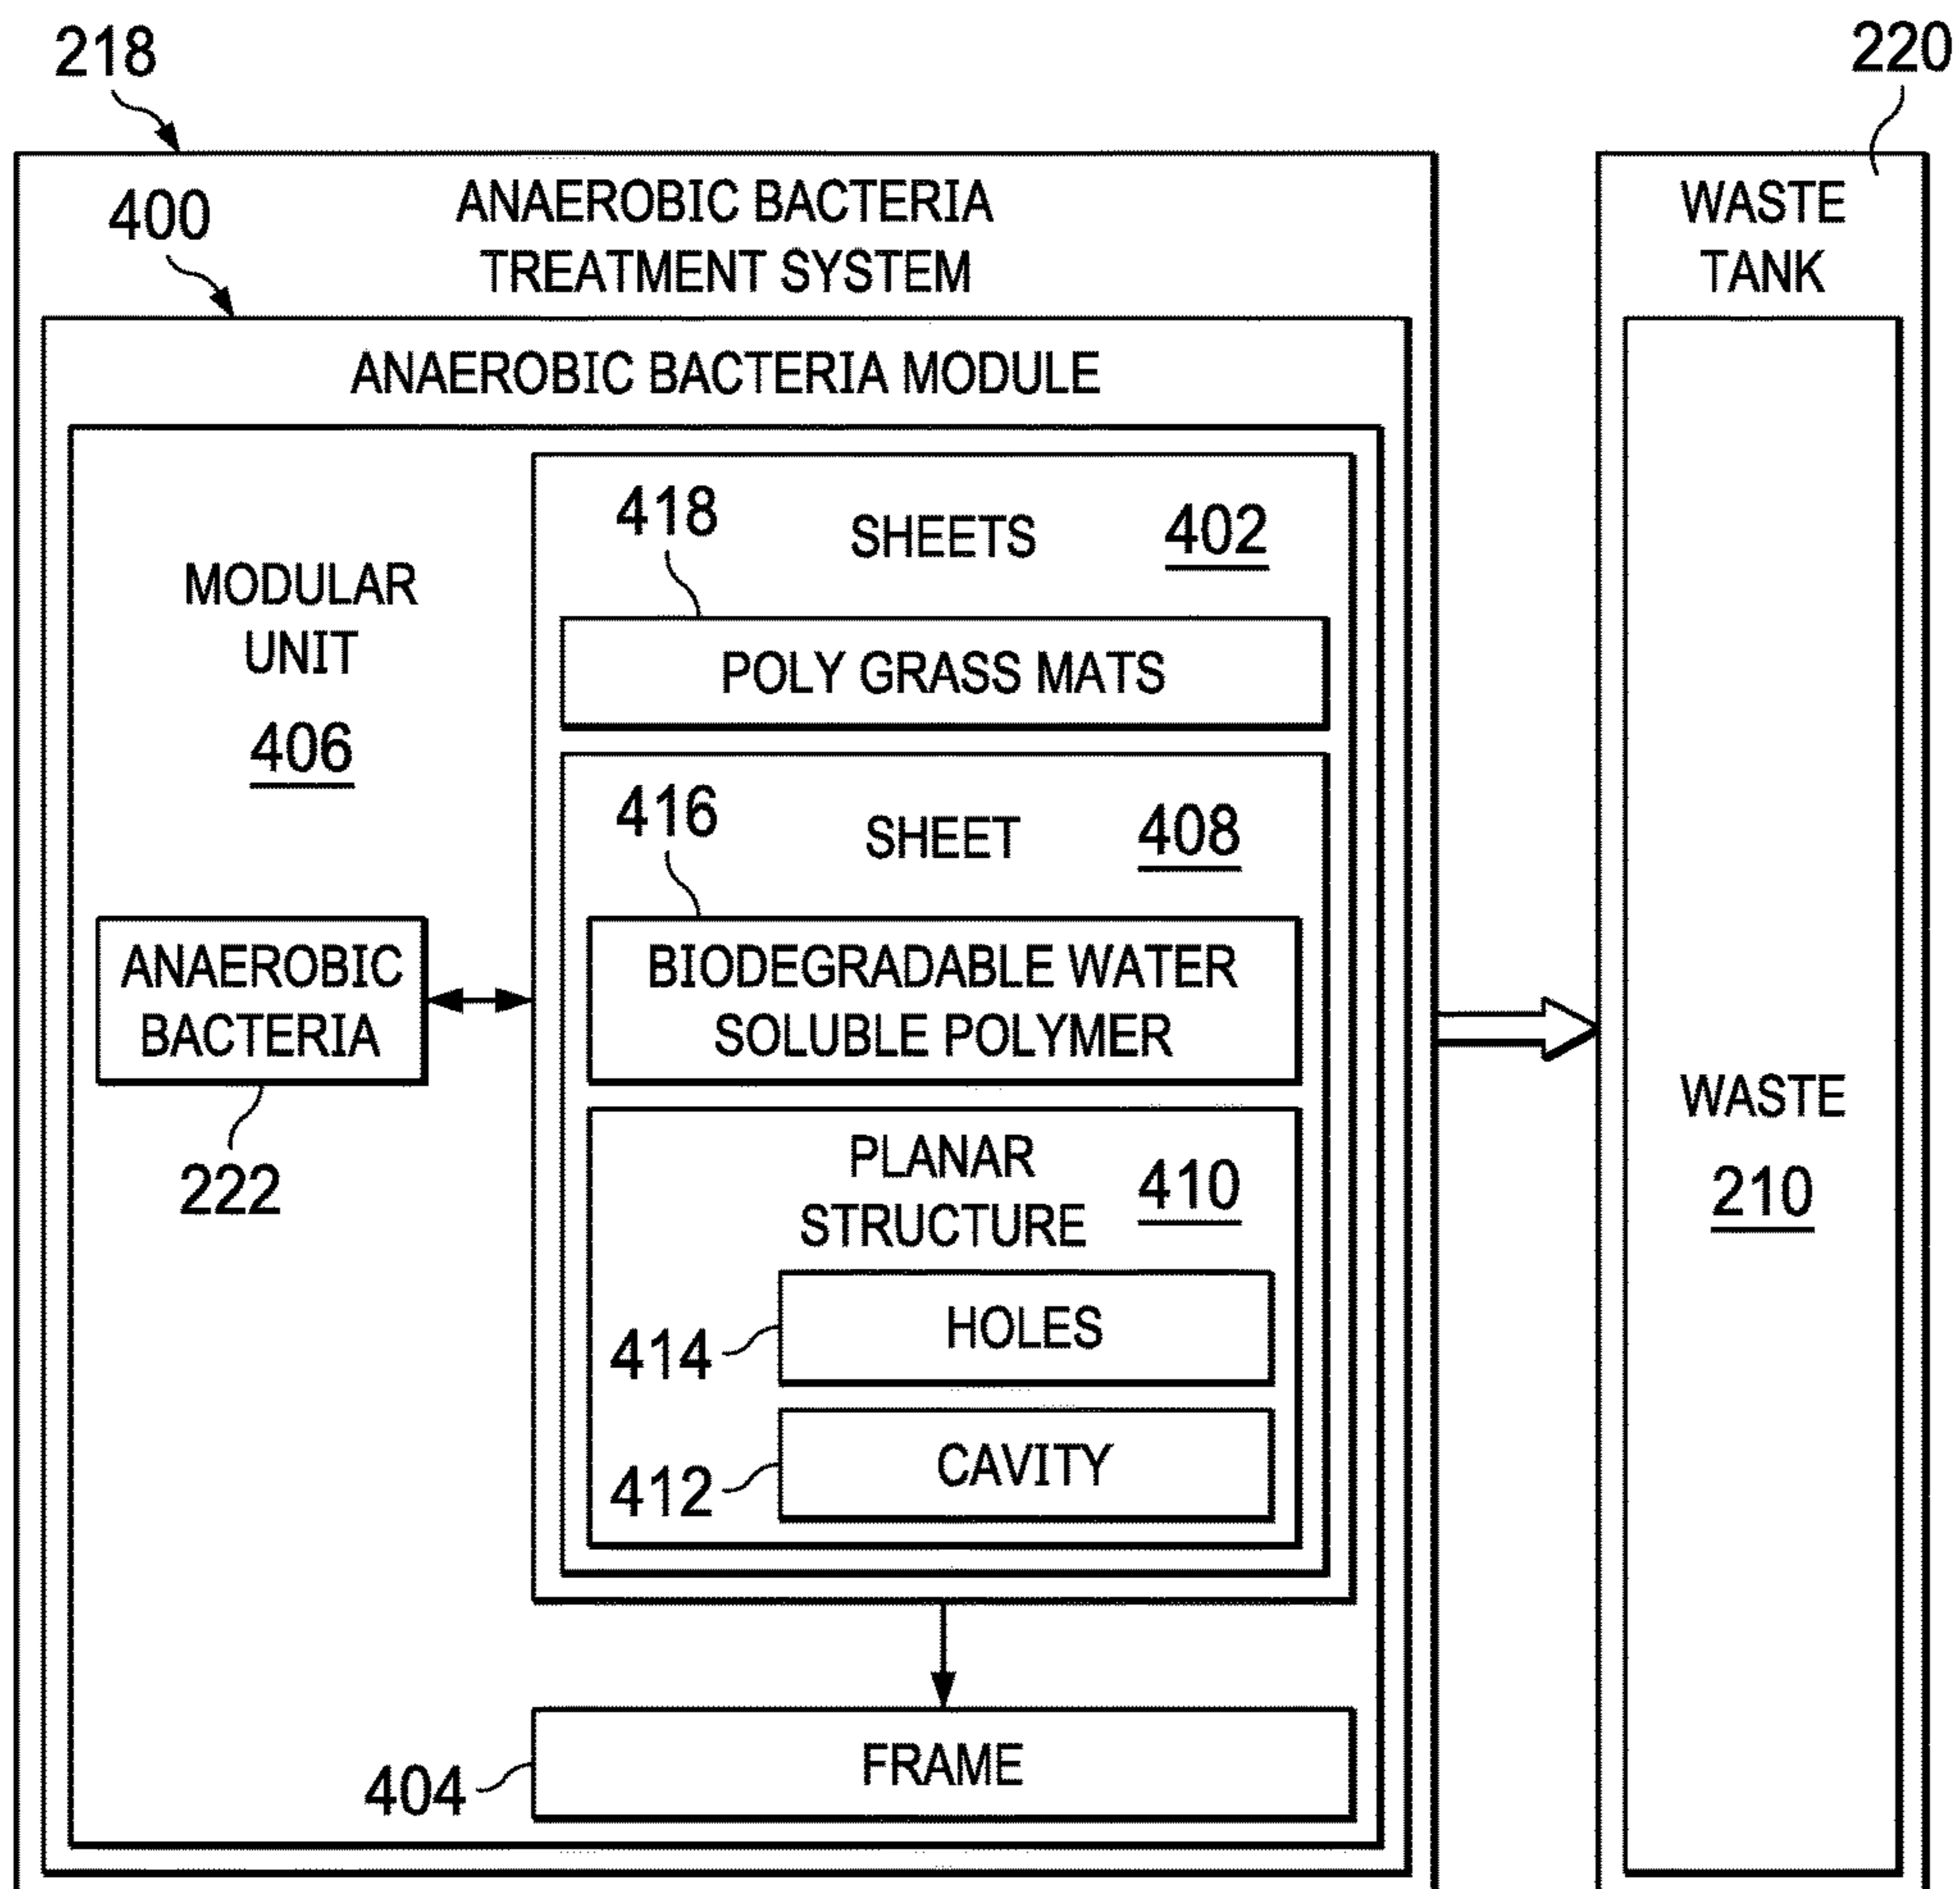 218
220
ANAEROBIC BACTERIA
TREATMENT SYSTEM
WASTE
TANK
400
ANAEROBIC BACTERIA MODULE
418
SHEETS 402
MODULAR
UNIT
406
POLY GRASS MATS
416
SHEET 408
ANAEROBIC
BACTERIA
222
BIODEGRADABLE WATER
SOLUBLE POLYMER
WASTE
210
PLANAR
STRUCTURE
410
414
HOLES
412
CAVITY
404
FRAME